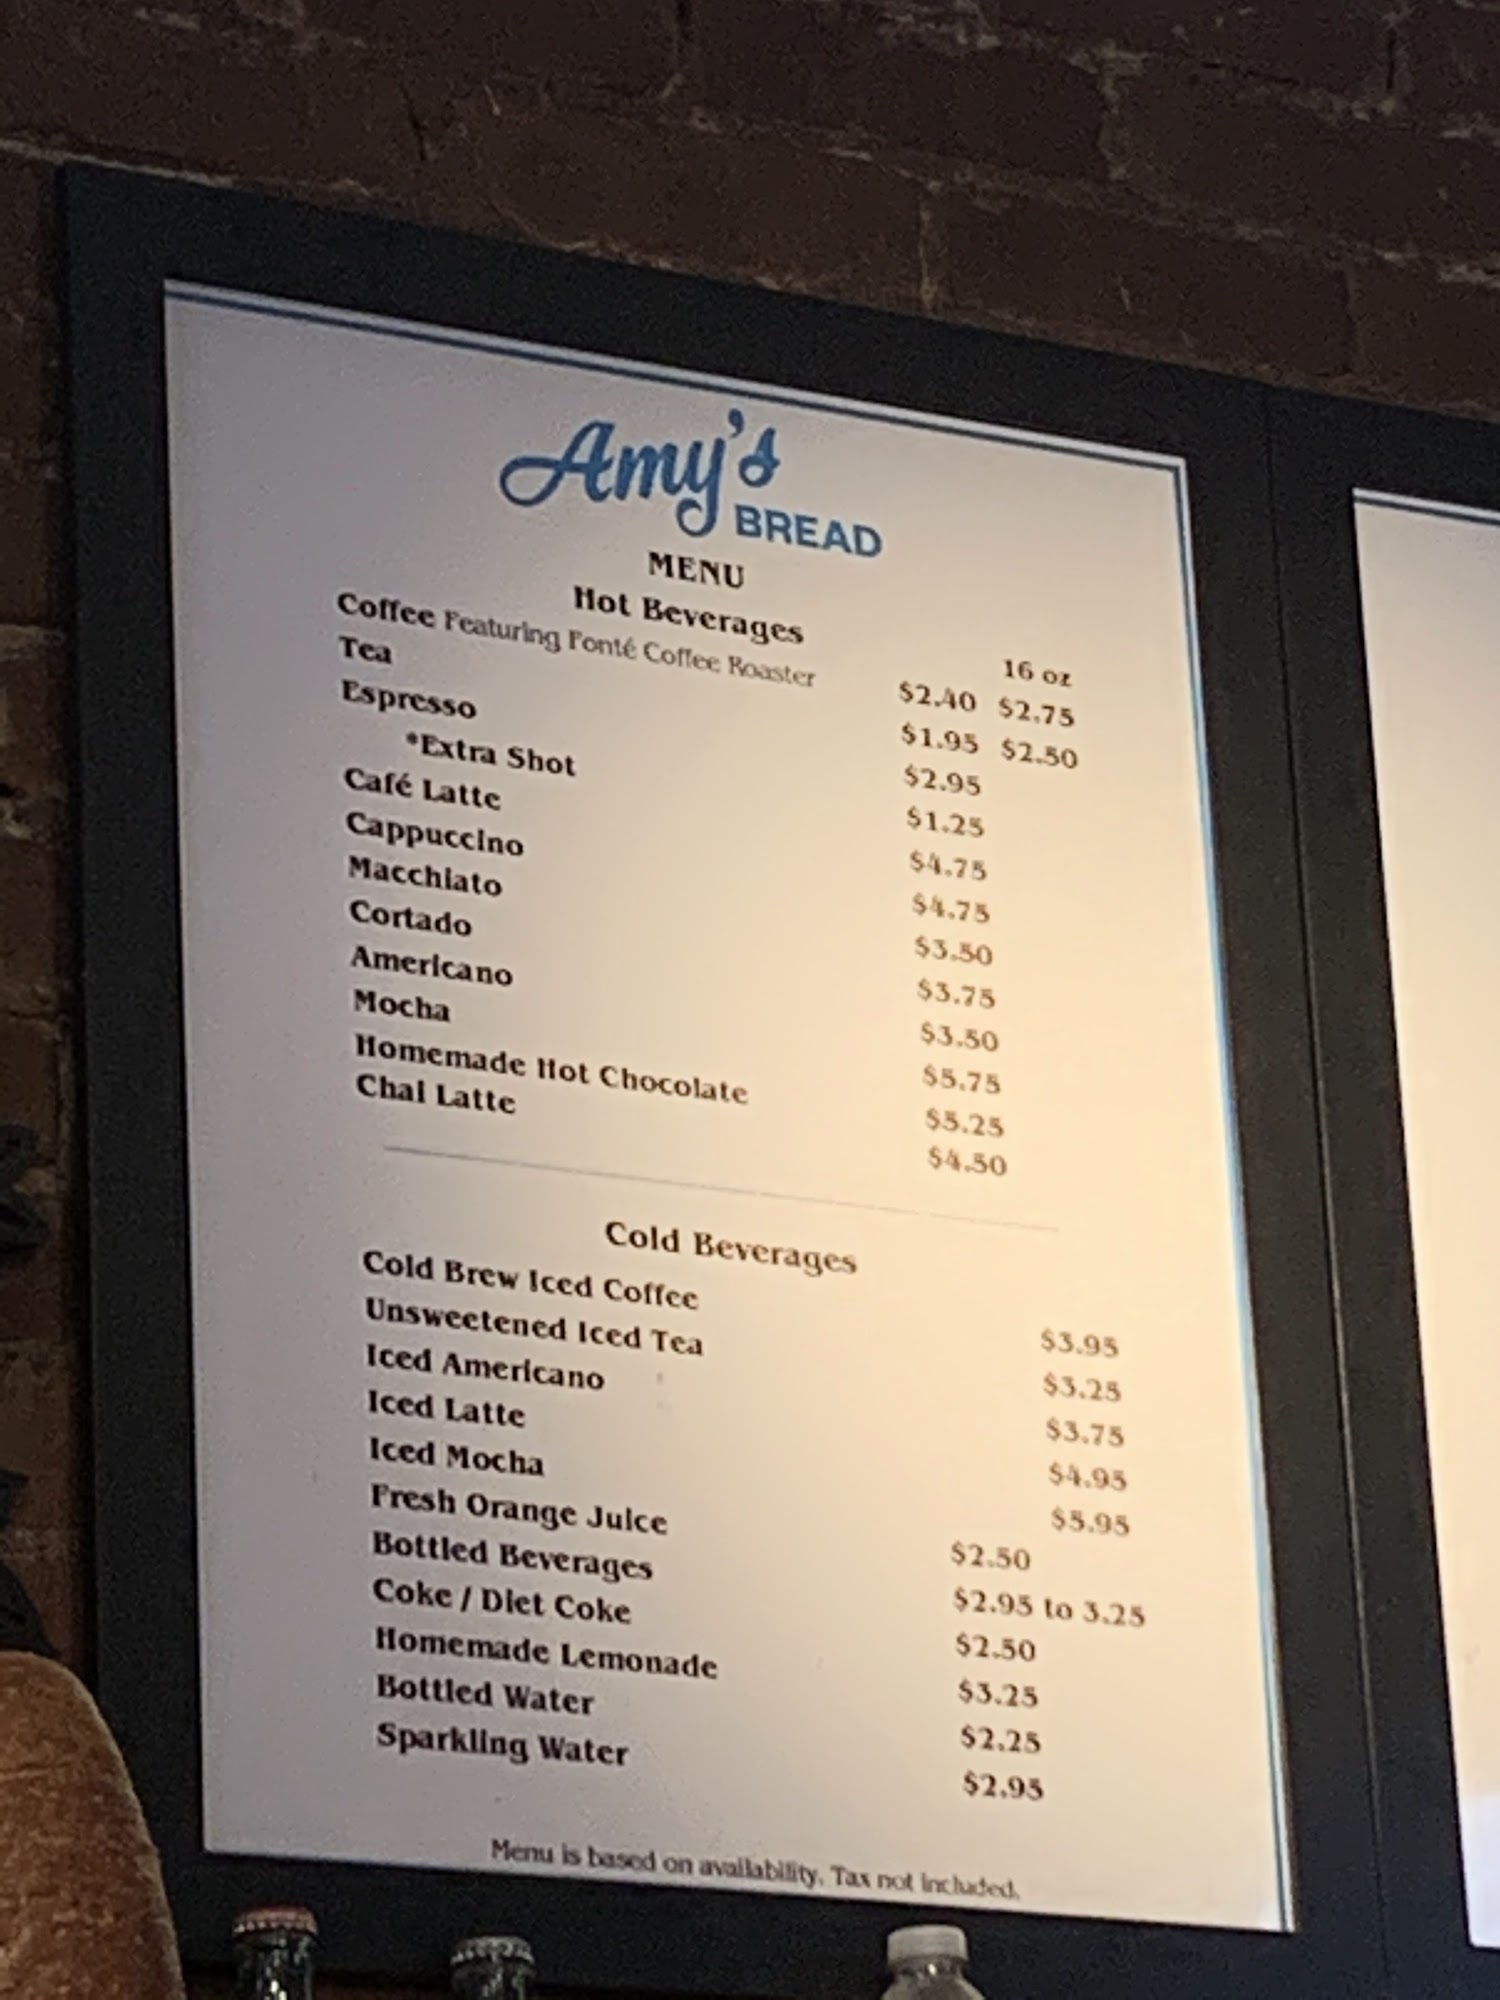 Amy's
BREAD
MENU
Hot Beverages
16 oz
Coffee Featuring Fonté Coffee Roaster $2.40 $2.75
Tea $1.95 $2.50
Espresso $2.95
*Extra Shot $1.25
Café Latte $4.75
Cappuccino $4.75
Macchiato $3.50
Cortado $3.75
Americano $3.50
Mocha $5.75
Homemade Hot Chocolate $5.25
Chai Latte $4.50
Cold Beverages
Cold Brew Iced Coffee $3.95
Unsweetened Iced Tea $3.25
Iced Americano $3.75
Iced Latte $4.95
Iced Mocha $5.95
Fresh Orange Juice $2.50
Bottled Beverages $2.95 to 3.25
Coke / Diet Coke $2.50
Homemade Lemonade $3.25
Bottled Water $2.25
Sparkling Water $2.95
Menu is based on availability. Tax not included.